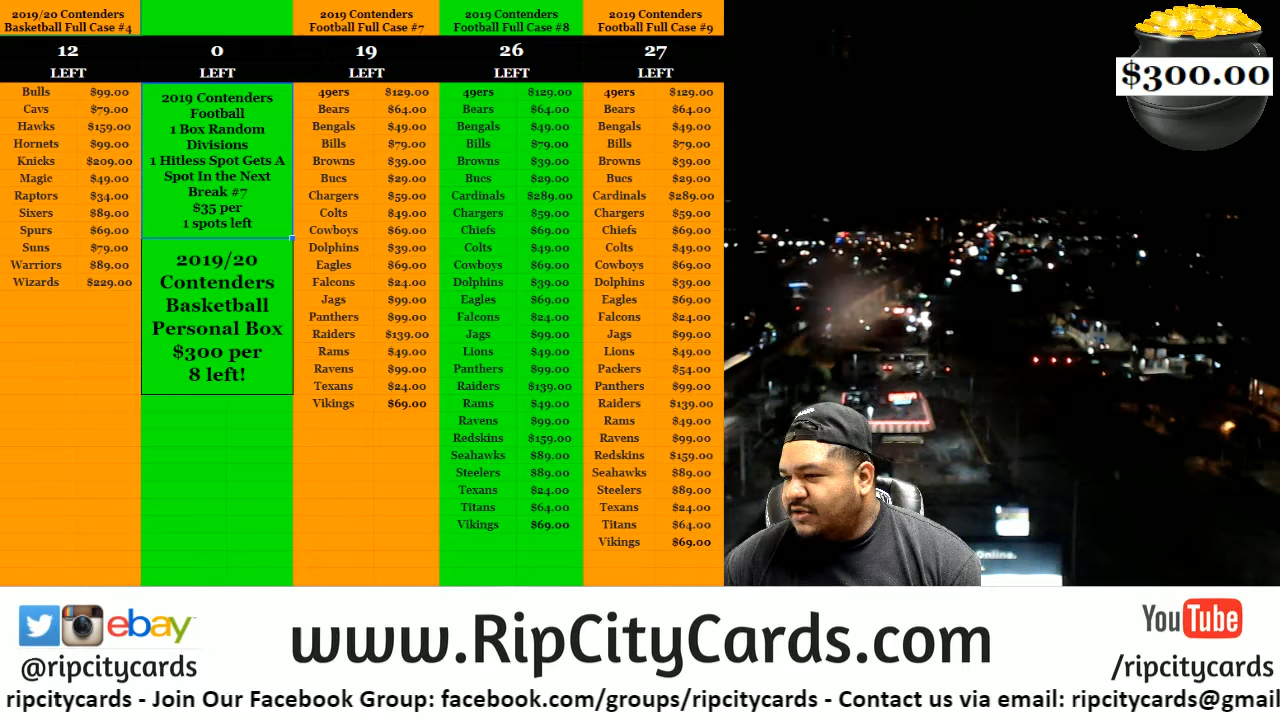 2019/20 Contenders
Basketball Full Case #4
12
LEFT
Bulls $99.00
Cavs $79.00
Hawks $159.00
Hornets $99.00
Knicks $209.00
Magic $49.00
Raptors $34.00
Sixers $89.00
Spurs $69.00
Suns $79.00
Warriors $89.00
Wizards $229.00
0
LEFT
2019 Contenders
Football
1 Box Random
Divisions
1 Hitless Spot Gets A
Spot In the Next
Break #7
$35 per
1 spots left
2019/20
Contenders
Basketball
Personal Box
$300 per
8 left!
2019 Contenders
Football Full Case #7
19
LEFT
49ers $129.00
Bears $64.00
Bengals $49.00
Bills $79.00
Browns $39.00
Bucs $29.00
Chargers $59.00
Colts $49.00
Cowboys $69.00
Dolphins $39.00
Eagles $69.00
Falcons $24.00
Jags $99.00
Panthers $99.00
Raiders $139.00
Rams $49.00
Ravens $99.00
Texans $24.00
Vikings $69.00
2019 Contenders
Football Full Case #8
26
LEFT
49ers $129.00
Bears $64.00
Bengals $49.00
Bills $79.00
Browns $39.00
Bucs $29.00
Cardinals $289.00
Chargers $59.00
Chiefs $69.00
Colts $49.00
Cowboys $69.00
Dolphins $39.00
Eagles $69.00
Falcons $24.00
Jags $99.00
Lions $49.00
Panthers $99.00
Raiders $139.00
Rams $49.00
Ravens $99.00
Redskins $159.00
Seahawks $89.00
Steelers $89.00
Texans $24.00
Titans $64.00
Vikings $69.00
2019 Contenders
Football Full Case #9
27
LEFT
49ers $129.00
Bears $64.00
Bengals $49.00
Bills $79.00
Browns $39.00
Bucs $29.00
Cardinals $289.00
Chargers $59.00
Chiefs $69.00
Colts $49.00
Cowboys $69.00
Dolphins $39.00
Eagles $69.00
Falcons $24.00
Jags $99.00
Lions $49.00
Packers $54.00
Panthers $99.00
Raiders $139.00
Rams $49.00
Ravens $99.00
Redskins $159.00
Seahawks $89.00
Steelers $89.00
Texans $24.00
Titans $64.00
Vikings $69.00
$300.00
Online.
ebay
@ripcitycards
www.RipCityCards.com
YouTube
/ripcitycards
ripcitycards - Join Our Facebook Group: facebook.com/groups/ripcitycards - Contact us via email: ripcitycards@gmail